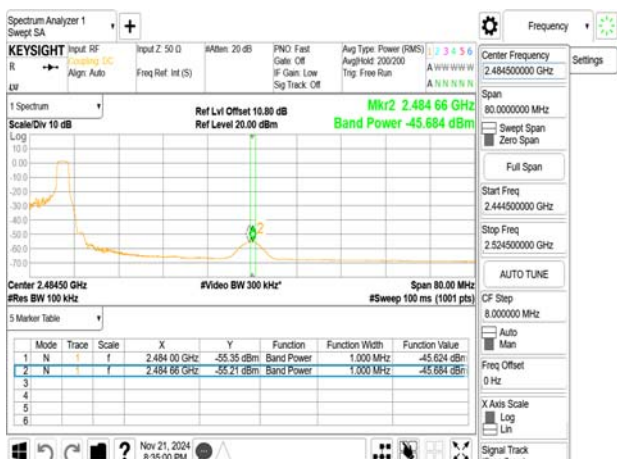 Spectrum Analyzer 1
Swept SA
+
Frequency
KEYSIGHT
Input: RF
Coupling: DC
Align: Auto
Input Z: 50 Ω
Freq Ref: Int (S)
#Atten: 20 dB
PNO: Fast
Gate: Off
IF Gain: Low
Sig Track: Off
Avg Type: Power (RMS)
Avg|Hold: 200/200
Trig: Free Run
1 2 3 4 5 6
A W W W W W
A N N N N N
R
1 Spectrum
Scale/Div 10 dB
Log
Ref Lvl Offset 10.80 dB
Ref Level 20.00 dBm
Mkr2 2.484 66 GHz
Band Power -45.684 dBm
10.0
0.00
-10.0
-20.0
-30.0
-40.0
-50.0
-60.0
-70.0
2
Center 2.48450 GHz
#Res BW 100 kHz
#Video BW 300 kHz*
Span 80.00 MHz
#Sweep 100 ms (1001 pts)
5 Marker Table
Mode Trace Scale X Y Function Function Width Function Value
1 N 1 f 2.484 00 GHz -55.35 dBm Band Power 1.000 MHz -45.624 dBm
2 N 1 f 2.484 66 GHz -55.21 dBm Band Power 1.000 MHz -45.684 dBm
3
4
5
6
Nov 21, 2024
8:35:00 PM
?
Center Frequency
2.484500000 GHz
Settings
Span
80.0000000 MHz
Swept Span
Zero Span
Full Span
Start Freq
2.444500000 GHz
Stop Freq
2.524500000 GHz
AUTO TUNE
CF Step
8.000000 MHz
Auto
Man
Freq Offset
0 Hz
X Axis Scale
Log
Lin
Signal Track